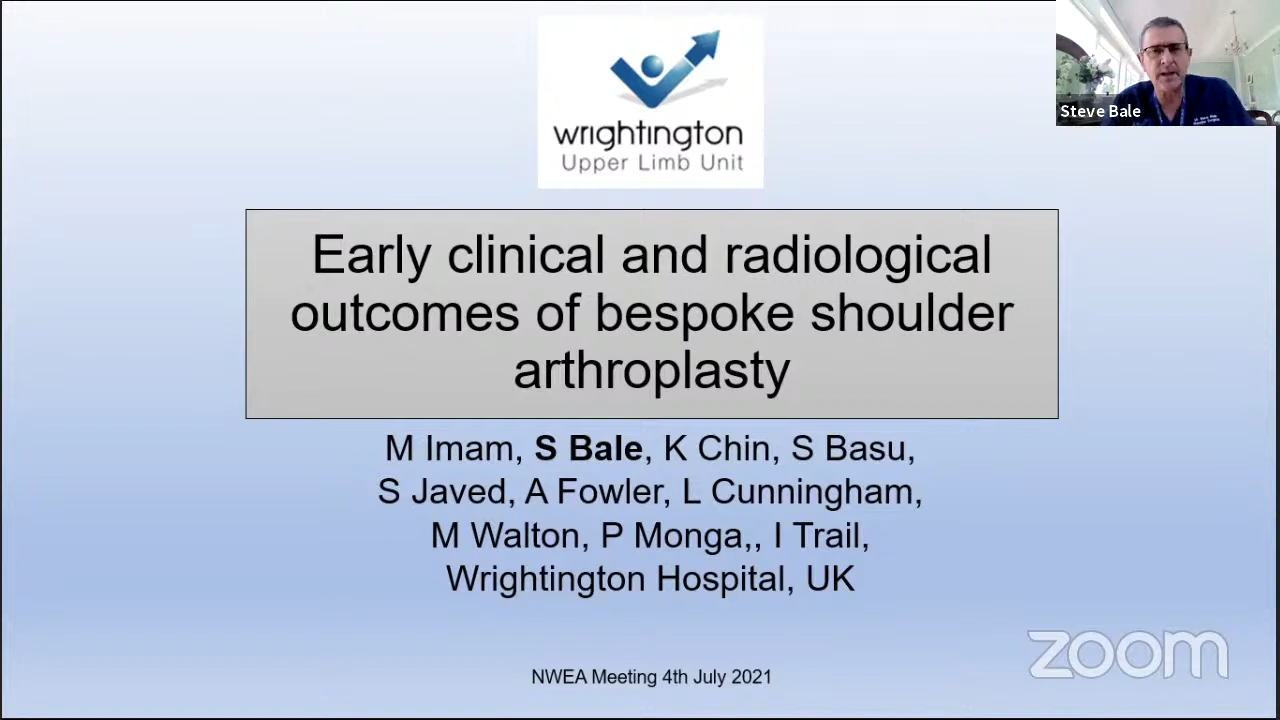 wrightington
Upper Limb Unit
Steve Bale
Early clinical and radiological
outcomes of bespoke shoulder
arthroplasty
M Imam, S Bale, K Chin, S Basu,
S Javed, A Fowler, L Cunningham,
M Walton, P Monga,, I Trail,
Wrightington Hospital, UK
zoom
NWEA Meeting 4th July 2021